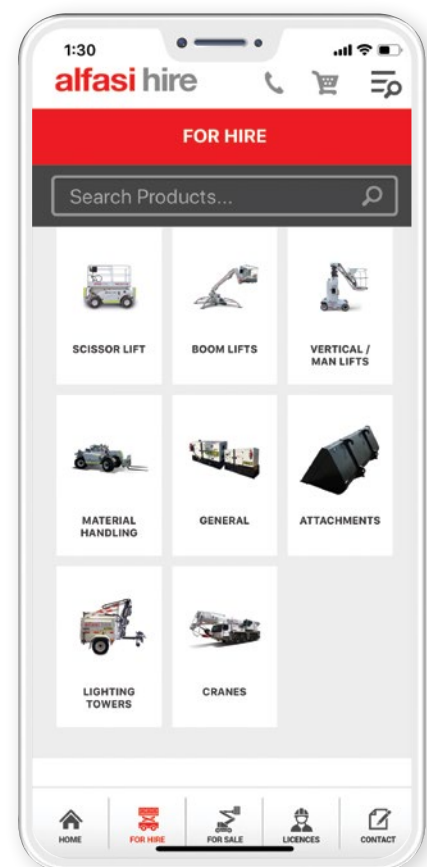 1:30
alfasi hire
FOR HIRE
Search Products...
SCISSOR LIFT
BOOM LIFTS
VERTICAL /
MAN LIFTS
MATERIAL
HANDLING
GENERAL
ATTACHMENTS
LIGHTING
TOWERS
CRANES
HOME
FOR HIRE
FOR SALE
LICENCES
CONTACT